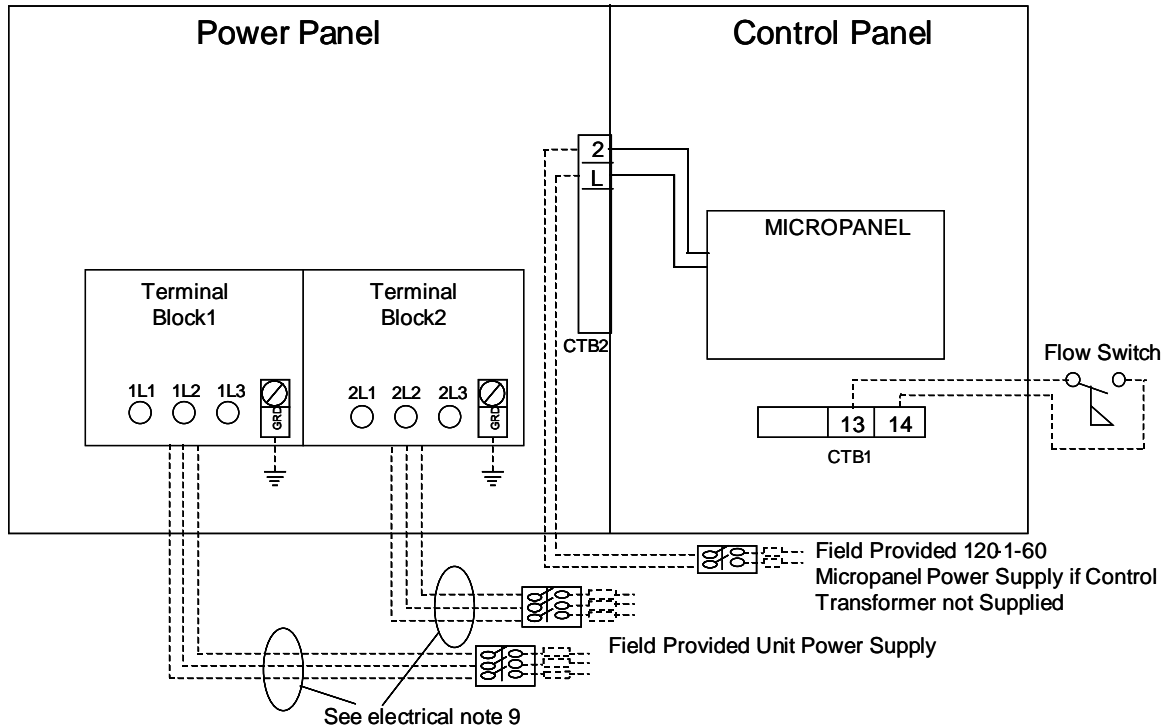 Power Panel
Control Panel
2
L
MICROPANEL
Terminal
Block1
Terminal
Block2
CTB2
Flow Switch
1L1 1L2 1L3
GRD
2L1 2L2 2L3
GRD
13 14
CTB1
Field Provided 120-1-60
Micropanel Power Supply if Control
Transformer not Supplied
Field Provided Unit Power Supply
See electrical note 9